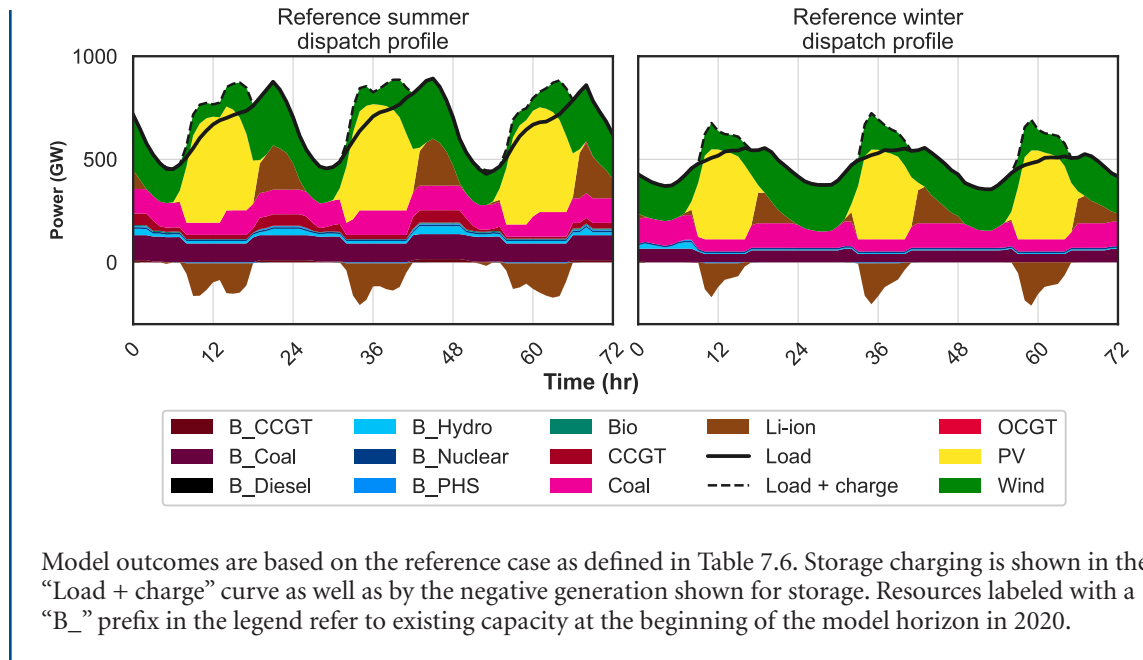 Reference summer
dispatch profile
Reference winter
dispatch profile
1000
500
0
Power (GW)
0 12 24 36 48 60 72
0 12 24 36 48 60 72
Time (hr)
B_CCGT B_Hydro Bio Li-ion OCGT
B_Coal B_Nuclear CCGT Load PV
B_Diesel B_PHS Coal Load + charge Wind
Model outcomes are based on the reference case as defined in Table 7.6. Storage charging is shown in the
“Load + charge” curve as well as by the negative generation shown for storage. Resources labeled with a
“B_” prefix in the legend refer to existing capacity at the beginning of the model horizon in 2020.